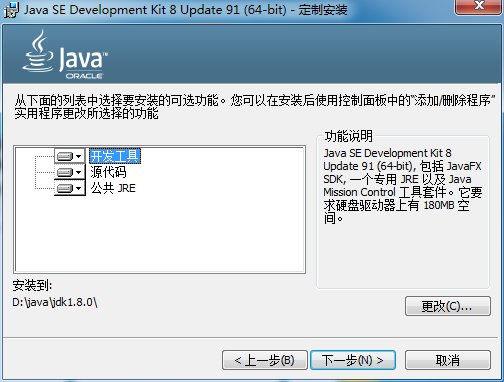 Java SE Development Kit 8 Update 91 (64-bit) - 定制安装
Java™
ORACLE
从下面的列表中选择要安装的可选功能。您可以在安装后使用控制面板中的“添加/删除程序”
实用程序更改所选择的功能
开发工具
源代码
公共 JRE
功能说明
Java SE Development Kit 8
Update 91 (64-bit), 包括 JavaFX
SDK, 一个专用 JRE 以及 Java
Mission Control 工具套件。它要
求硬盘驱动器上有 180MB 空
间。
安装到:
D:\java\jdk1.8.0\
更改(C)...
< 上一步(B)
下一步(N) >
取消